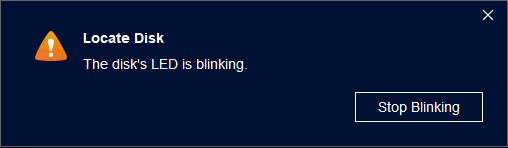 Locate Disk
The disk's LED is blinking.
Stop Blinking